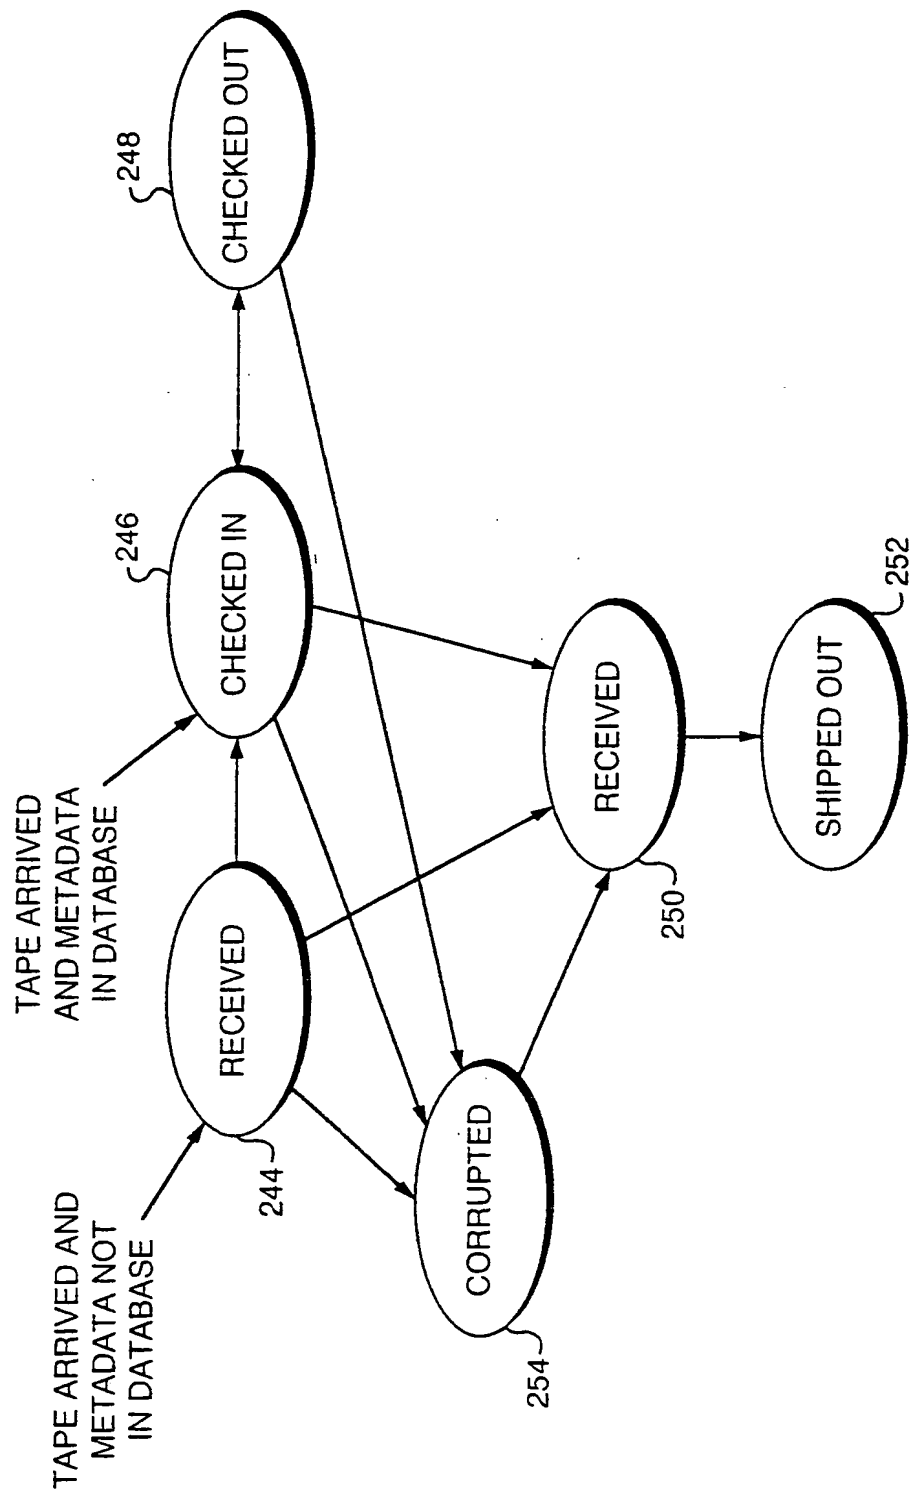 TAPE ARRIVED AND
METADATA NOT
IN DATABASE
TAPE ARRIVED
AND METADATA
IN DATABASE
244
RECEIVED
246
CHECKED IN
248
CHECKED OUT
254
CORRUPTED
250
RECEIVED
252
SHIPPED OUT